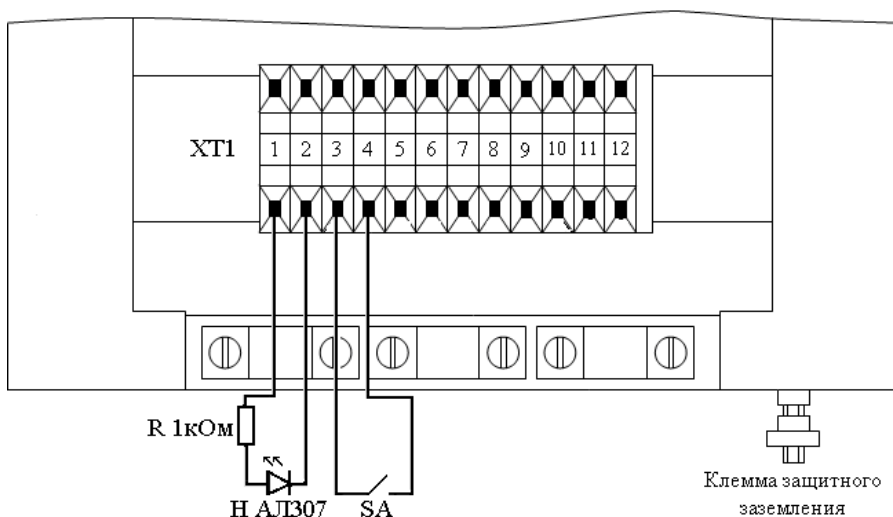 XT1 1 2 3 4 5 6 7 8 9 10 11 12
R 1кОм
Н АЛ307 SA
Клемма защитного
заземления